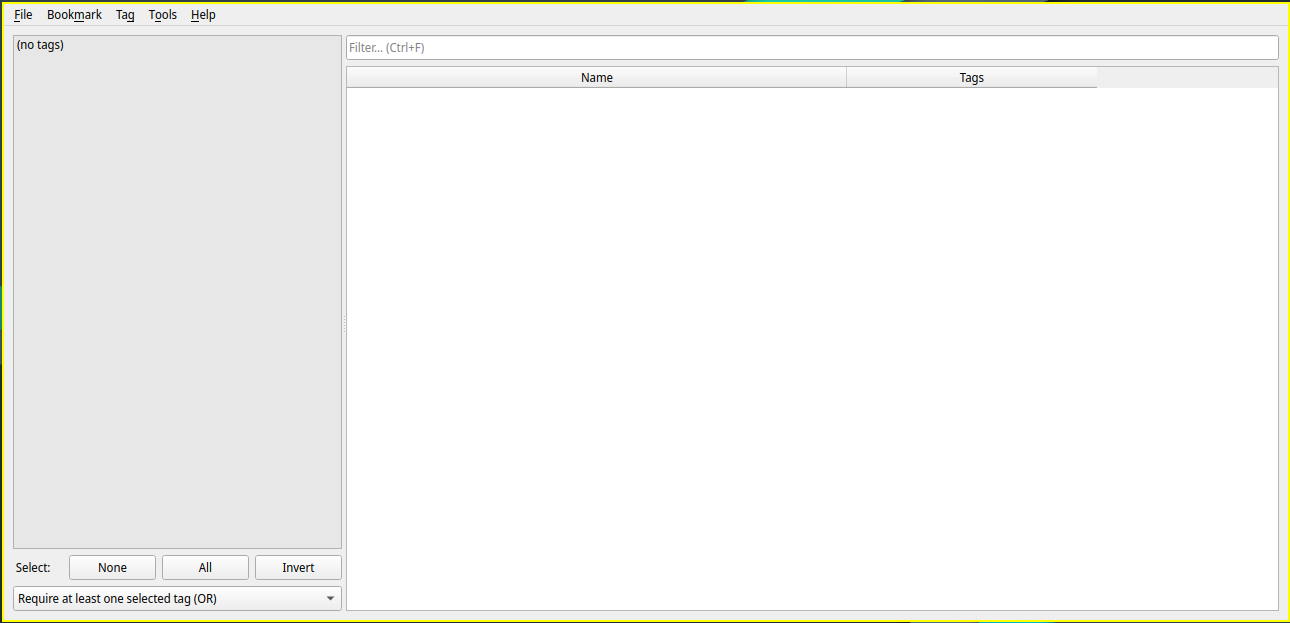 File Bookmark Tag Tools Help
(no tags)
Filter... (Ctrl+F)
Name Tags
Select: None All Invert
Require at least one selected tag (OR)